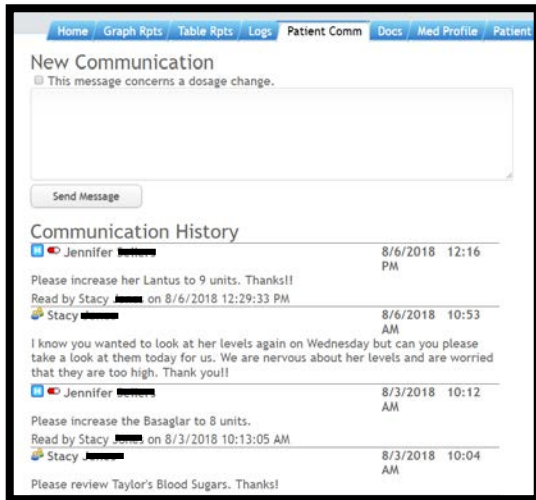 Home Graph Rpts Table Rpts Logs Patient Comm Docs Med Profile Patient
New Communication
This message concerns a dosage change.
Send Message
Communication History
H Jennifer 8/6/2018 12:16
PM
Please increase her Lantus to 9 units. Thanks!!
Read by Stacy on 8/6/2018 12:29:33 PM
Stacy 8/6/2018 10:53
AM
I know you wanted to look at her levels again on Wednesday but can you please
take a look at them today for us. We are nervous about her levels and are worried
that they are too high. Thank you!!
H Jennifer 8/3/2018 10:12
AM
Please increase the Basaglar to 8 units.
Read by Stacy on 8/3/2018 10:13:05 AM
Stacy 8/3/2018 10:04
AM
Please review Taylor's Blood Sugars. Thanks!